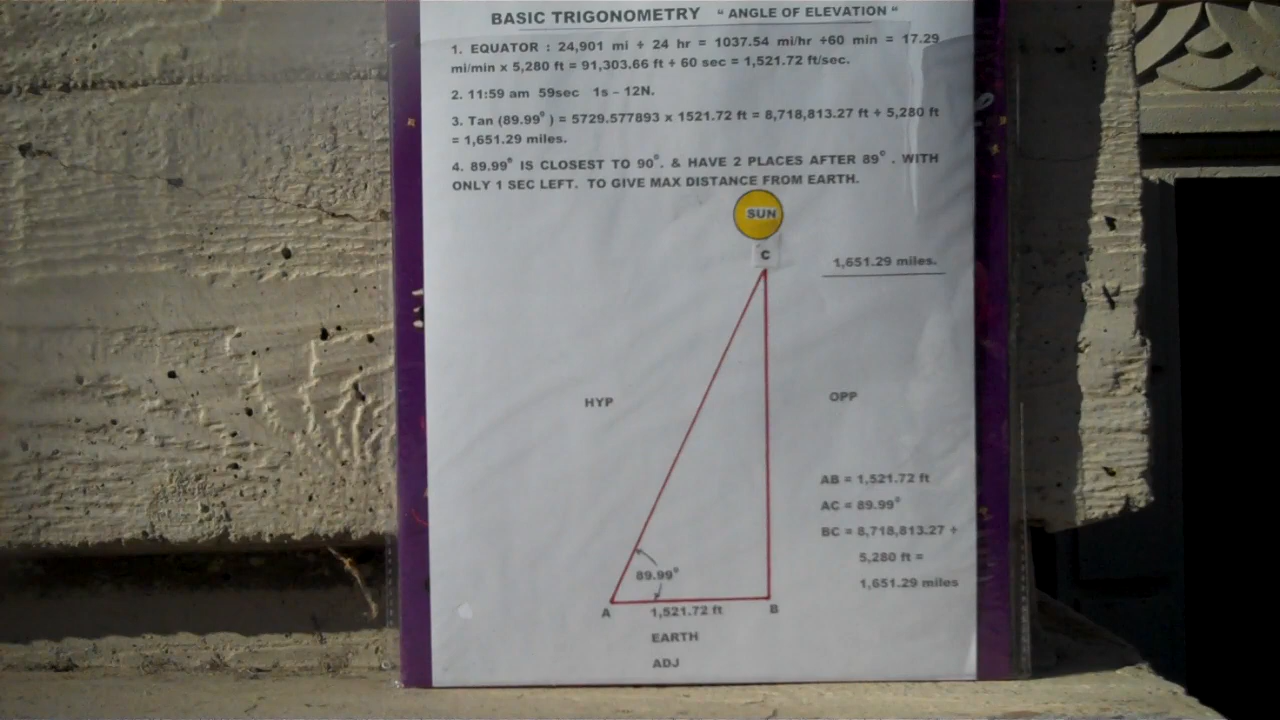 BASIC TRIGONOMETRY “ ANGLE OF ELEVATION “
1. EQUATOR : 24,901 mi ÷ 24 hr = 1037.54 mi/hr ÷60 min = 17.29
mi/min x 5,280 ft = 91,303.66 ft ÷ 60 sec = 1,521.72 ft/sec.
2. 11:59 am 59sec 1s – 12N.
3. Tan (89.99° ) = 5729.577893 x 1521.72 ft = 8,718,813.27 ft ÷ 5,280 ft
= 1,651.29 miles.
4. 89.99° IS CLOSEST TO 90°. & HAVE 2 PLACES AFTER 89° . WITH
ONLY 1 SEC LEFT. TO GIVE MAX DISTANCE FROM EARTH.
SUN
C
1,651.29 miles.
HYP
OPP
AB = 1,521.72 ft
AC = 89.99°
BC = 8,718,813.27 ÷
5,280 ft =
1,651.29 miles
89.99°
A
1,521.72 ft
B
EARTH
ADJ